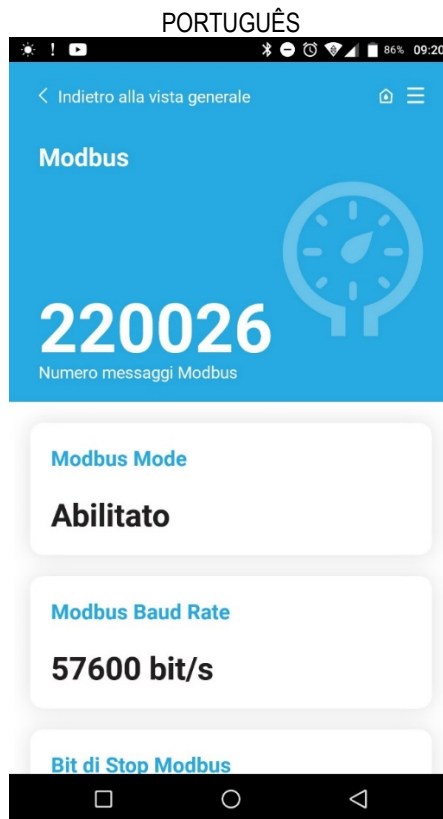 PORTUGUÊS
86% 09:20
Indietro alla vista generale
Modbus
220026
Numero messaggi Modbus
Modbus Mode
Abilitato
Modbus Baud Rate
57600 bit/s
Bit di Stop Modbus